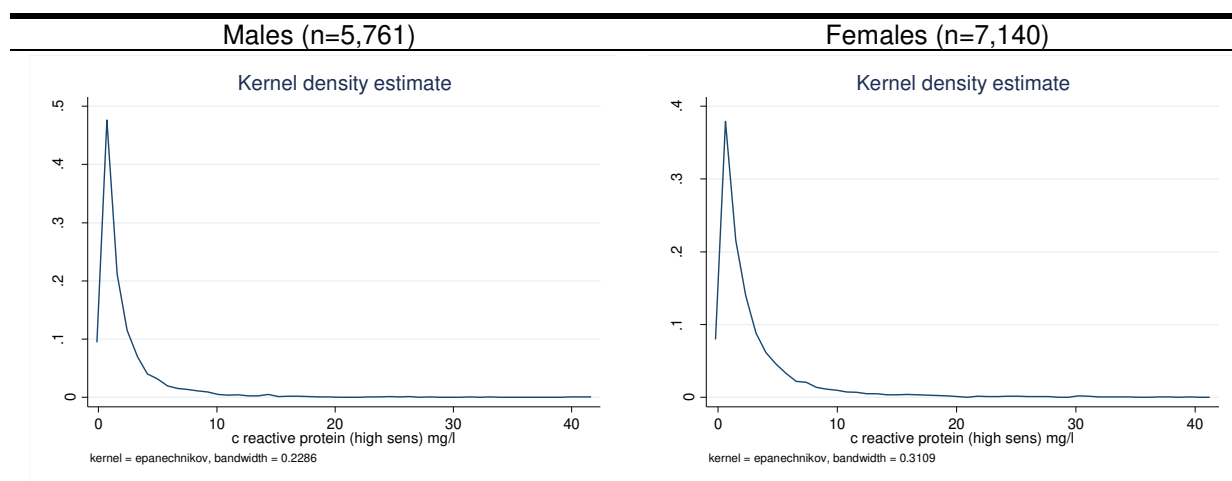 Males (n=5,761)
Females (n=7,140)
Kernel density estimate
.5
.4
.3
.2
.1
0
0 10 20 30 40
c reactive protein (high sens) mg/l
kernel = epanechnikov, bandwidth = 0.2286
Kernel density estimate
.4
.3
.2
.1
0
0 10 20 30 40
c reactive protein (high sens) mg/l
kernel = epanechnikov, bandwidth = 0.3109